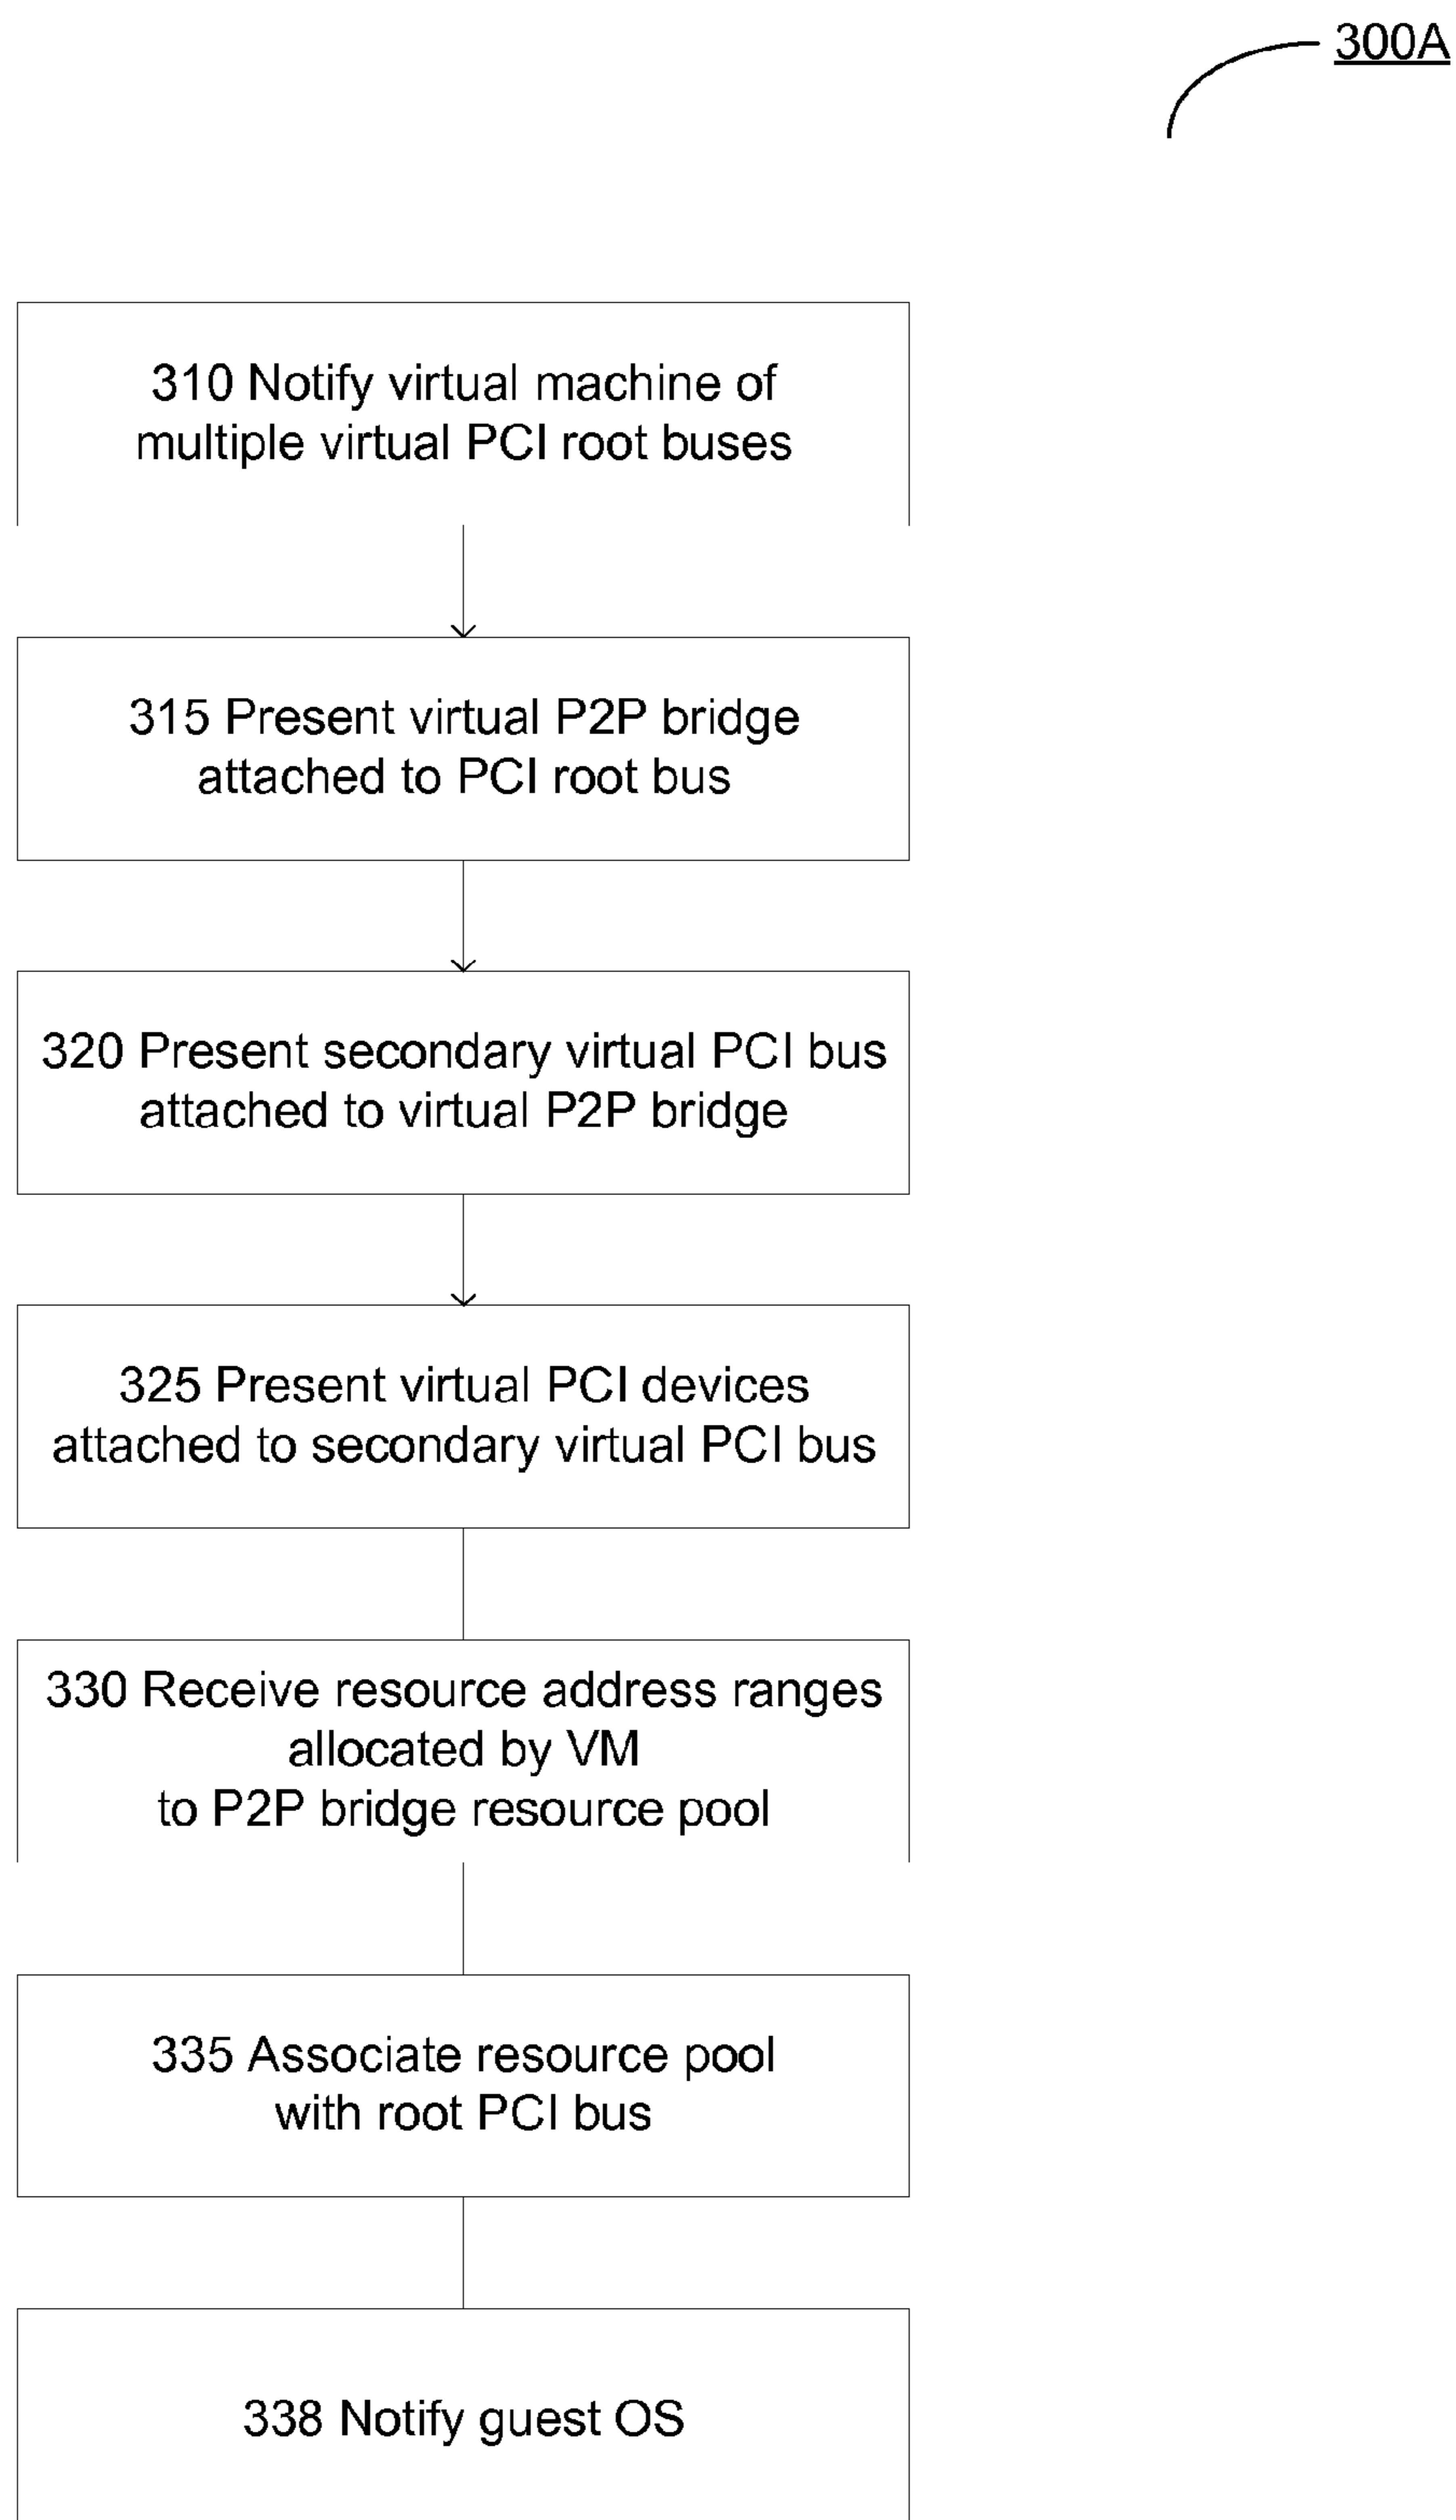 300A
310 Notify virtual machine of
multiple virtual PCI root buses
315 Present virtual P2P bridge
attached to PCI root bus
320 Present secondary virtual PCI bus
attached to virtual P2P bridge
325 Present virtual PCI devices
attached to secondary virtual PCI bus
330 Receive resource address ranges
allocated by VM
to P2P bridge resource pool
335 Associate resource pool
with root PCI bus
338 Notify guest OS